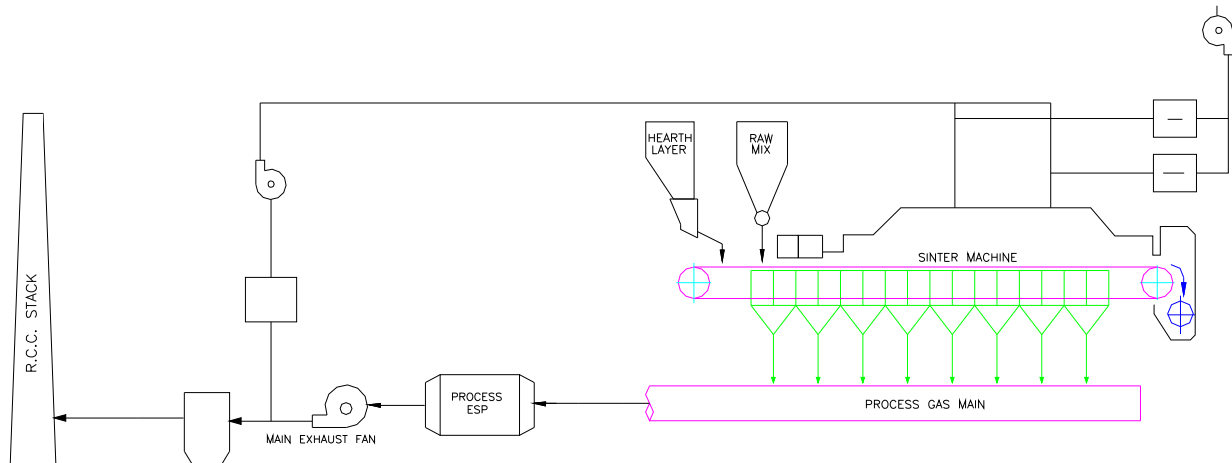 HEARTH
LAYER
RAW
MIX
SINTER MACHINE
R.C.C. STACK
PROCESS
ESP
PROCESS GAS MAIN
MAIN EXHAUST FAN